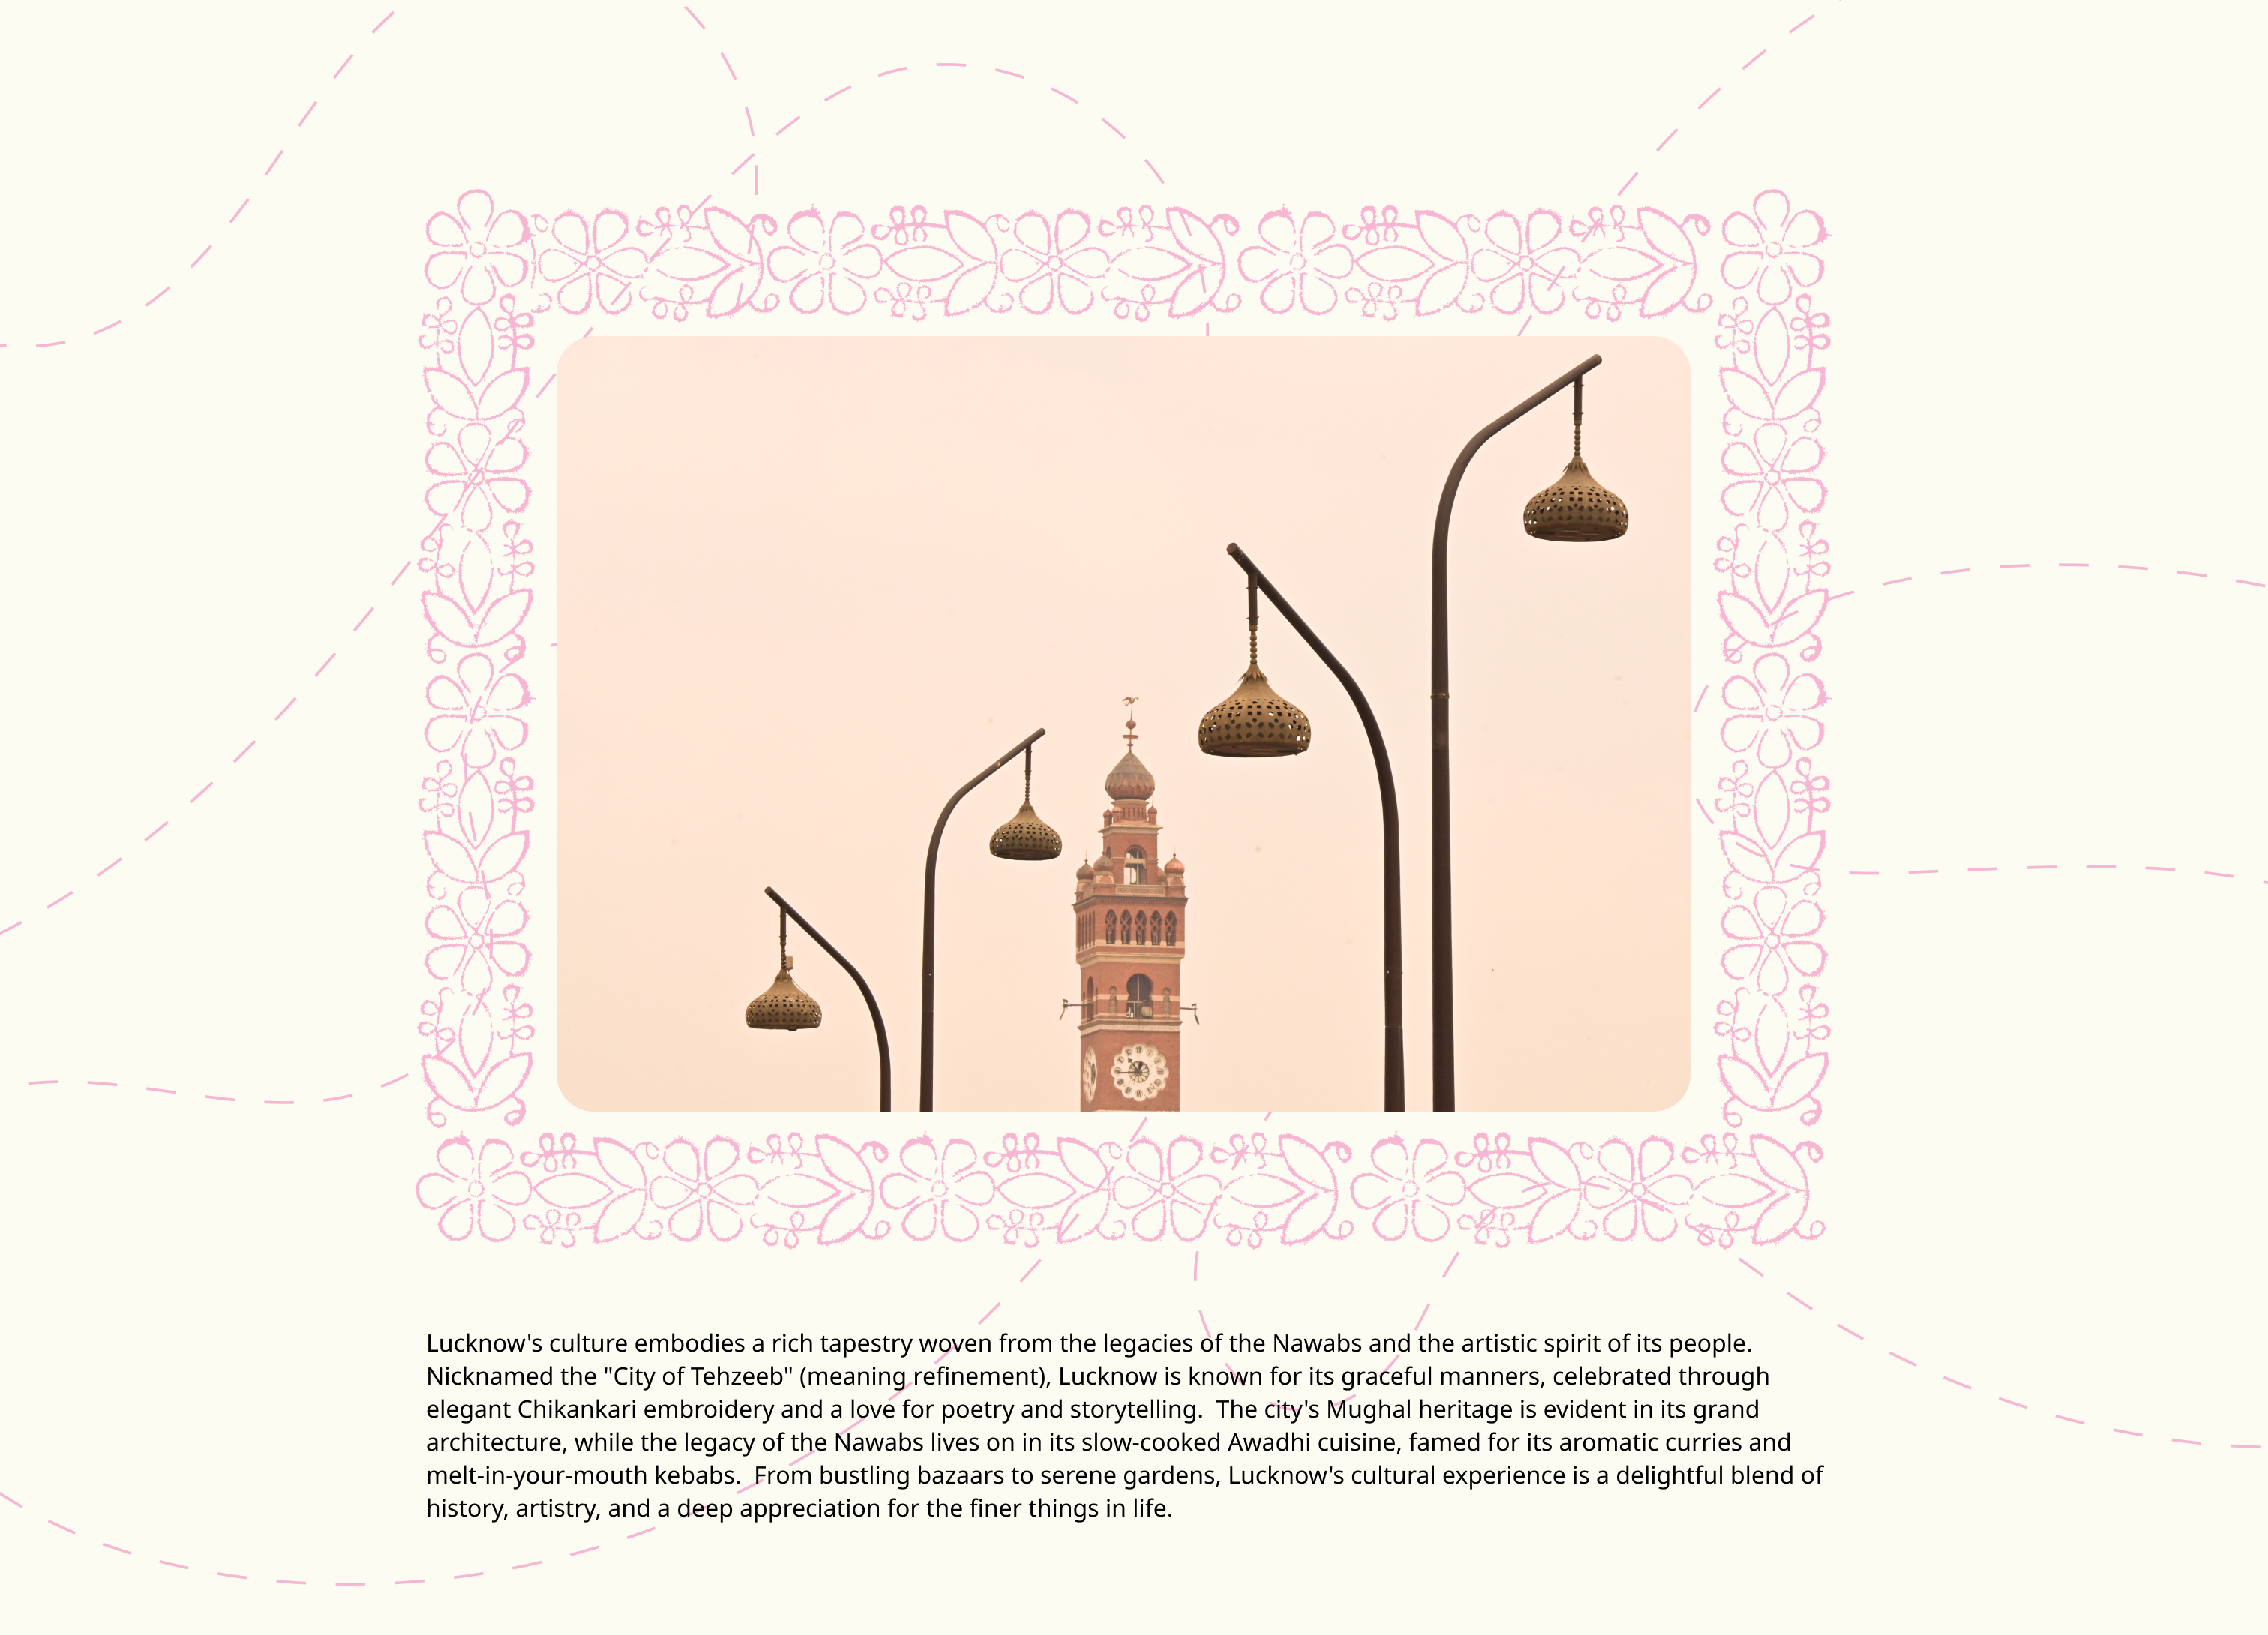 Lucknow's culture embodies a rich tapestry woven from the legacies of the Nawabs and the artistic spirit of its people.
Nicknamed the "City of Tehzeeb" (meaning refinement), Lucknow is known for its graceful manners, celebrated through
elegant Chikankari embroidery and a love for poetry and storytelling.  The city's Mughal heritage is evident in its grand
architecture, while the legacy of the Nawabs lives on in its slow-cooked Awadhi cuisine, famed for its aromatic curries and
melt-in-your-mouth kebabs.  From bustling bazaars to serene gardens, Lucknow's cultural experience is a delightful blend of
history, artistry, and a deep appreciation for the finer things in life.